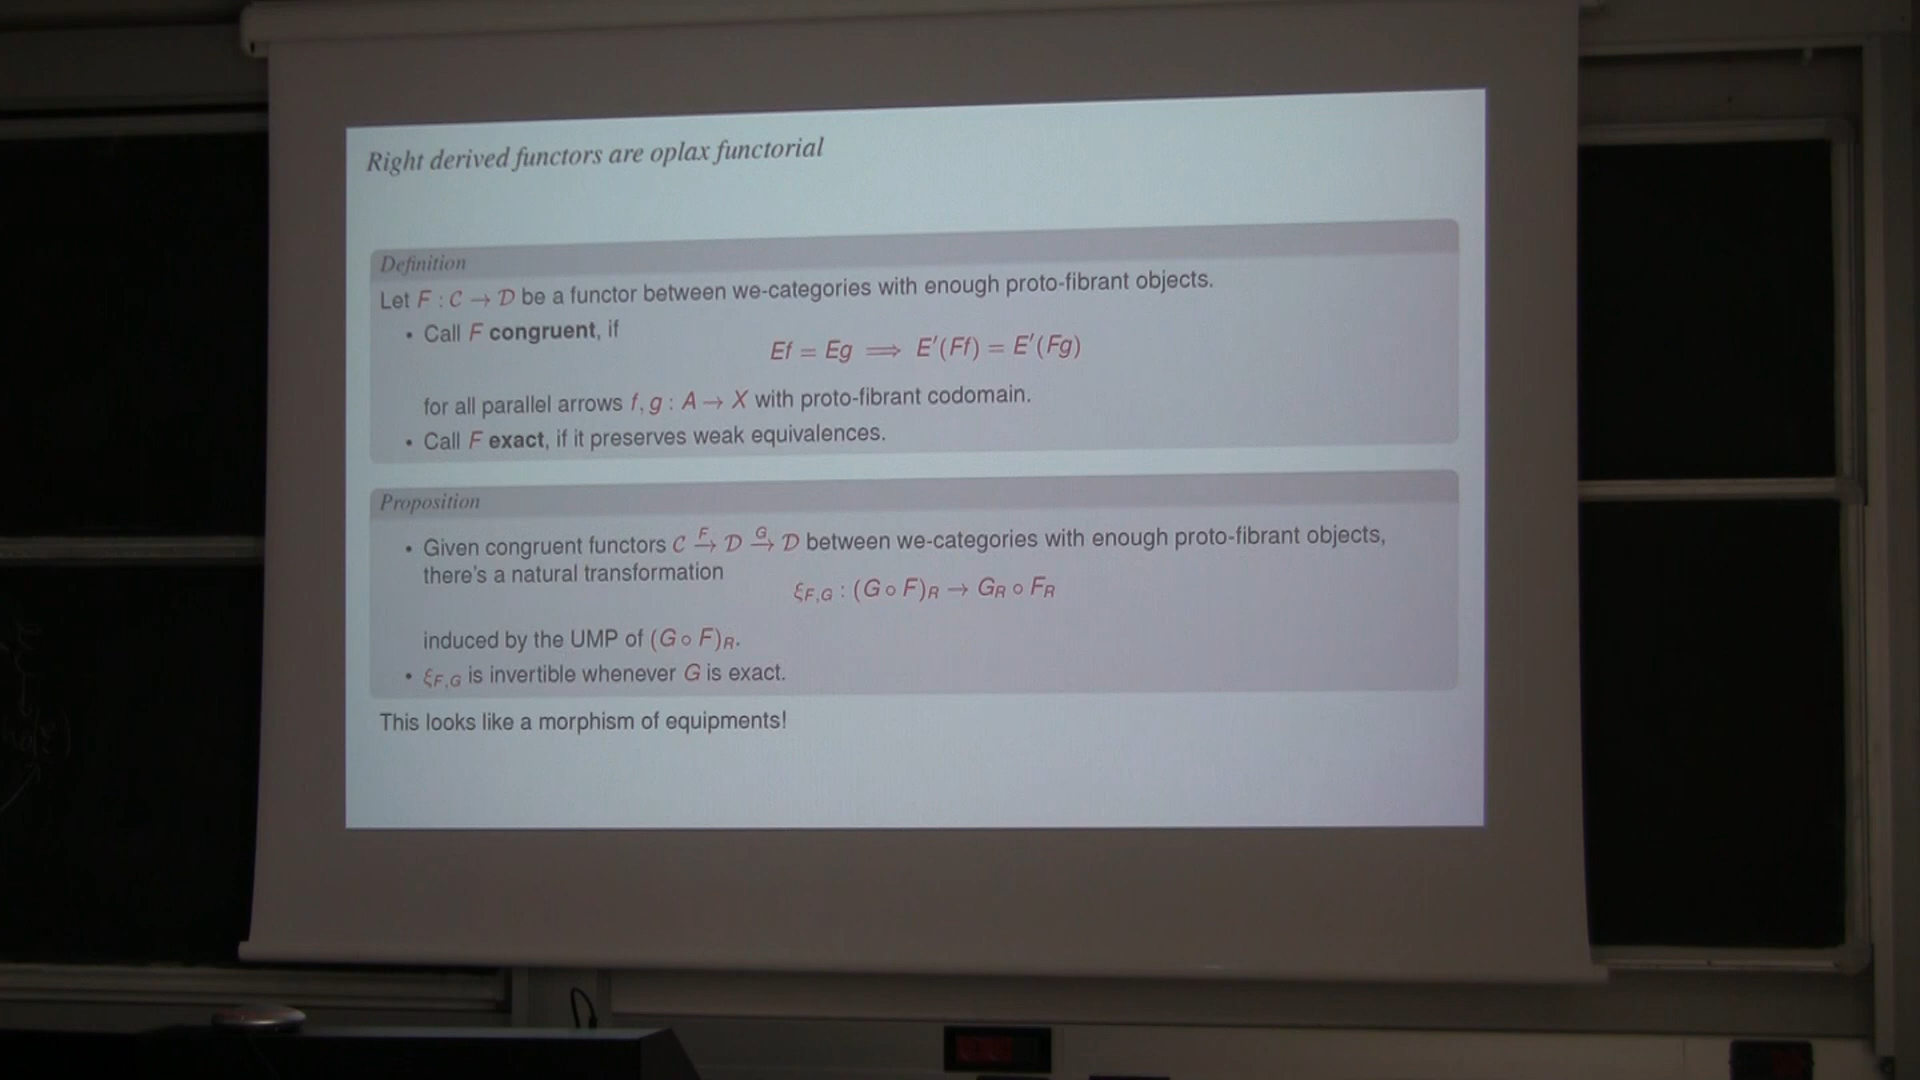 Right derived functors are oplax functorial
Definition
Let F : C → D be a functor between we-categories with enough proto-fibrant objects.
• Call F congruent, if
Ef = Eg ⟹ E′(Ff) = E′(Fg)
for all parallel arrows f, g : A → X with proto-fibrant codomain.
• Call F exact, if it preserves weak equivalences.
Proposition
• Given congruent functors C →F D →G D between we-categories with enough proto-fibrant objects,
there's a natural transformation
ξF,G : (G ∘ F)R → GR ∘ FR
induced by the UMP of (G ∘ F)R.
• ξF,G is invertible whenever G is exact.
This looks like a morphism of equipments!